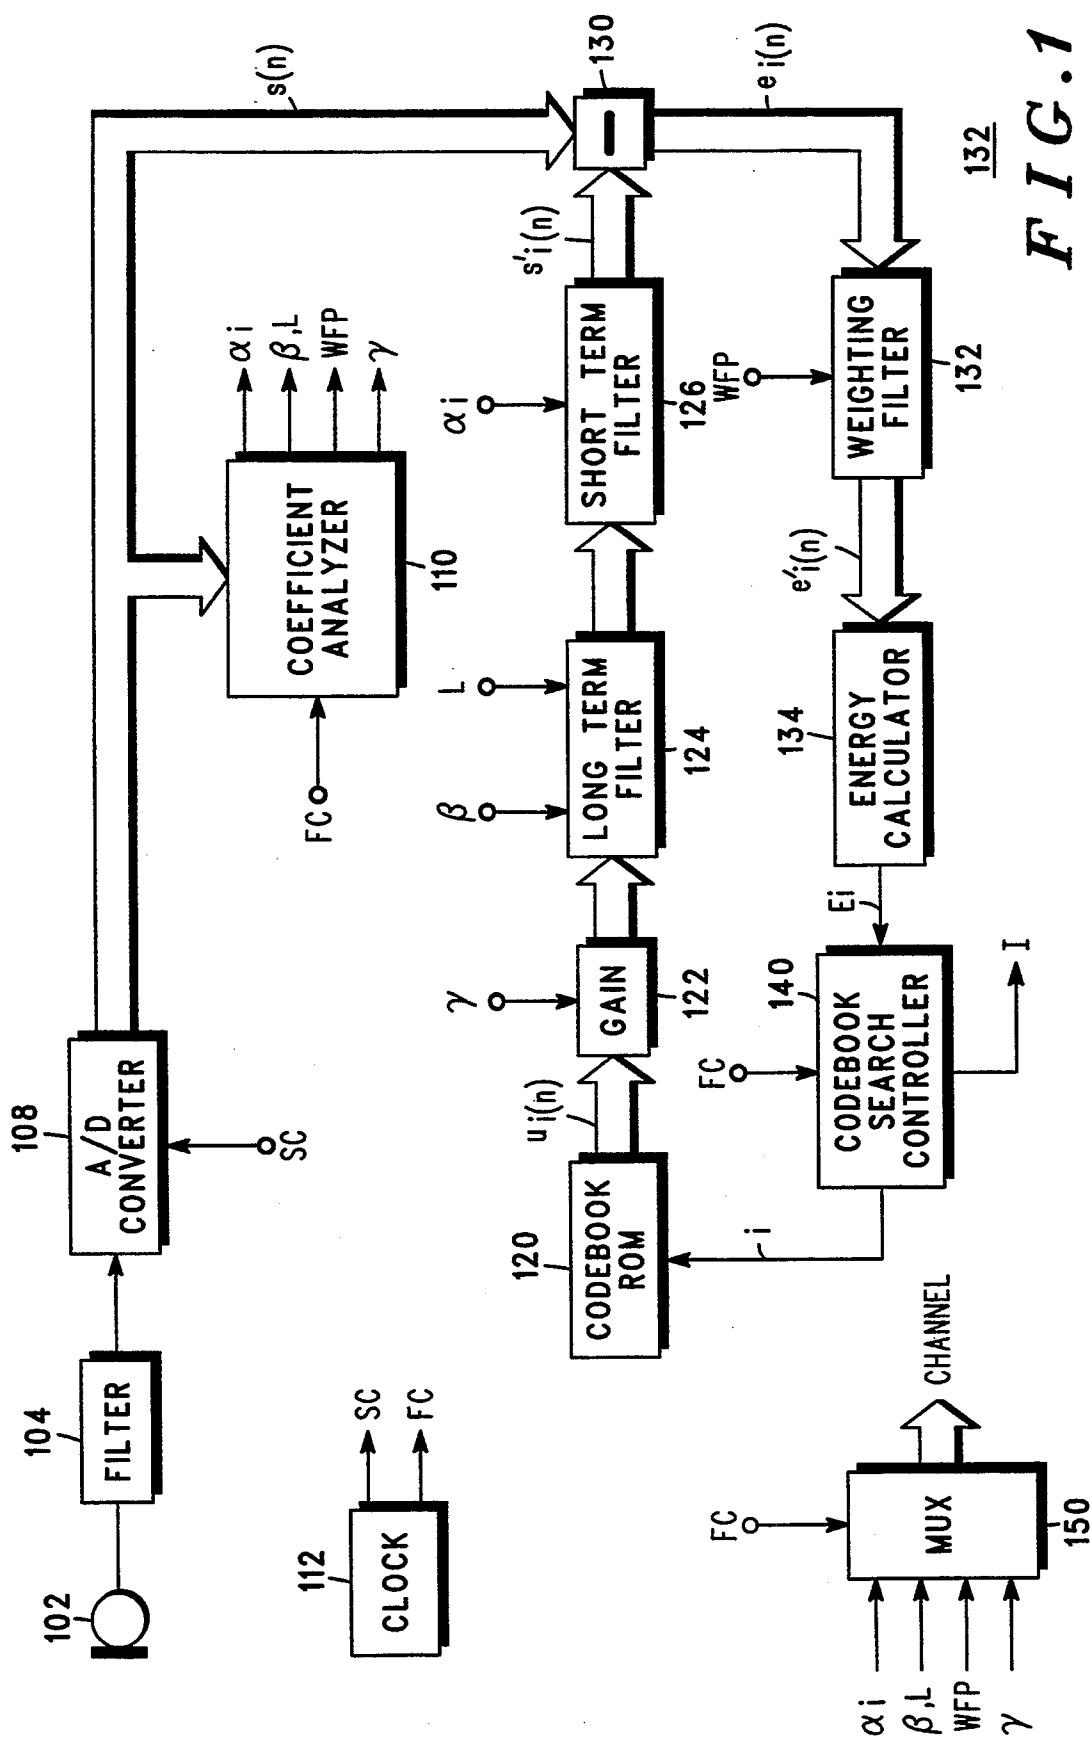 102
104
FILTER
108
A/D
CONVERTER
SC
s(n)
112
CLOCK
SC
FC
FC
COEFFICIENT
ANALYZER
110
αi
β,L
WFP
γ
120
CODEBOOK
ROM
ui(n)
γ
GAIN
122
β
L
LONG TERM
FILTER
124
αi
SHORT TERM
FILTER
126
s'i(n)
130
−
ei(n)
WFP
WEIGHTING
FILTER
132
e'i(n)
134
ENERGY
CALCULATOR
Ei
140
FC
CODEBOOK
SEARCH
CONTROLLER
I
i
FC
MUX
150
αi
β,L
WFP
γ
CHANNEL
132
FIG.1